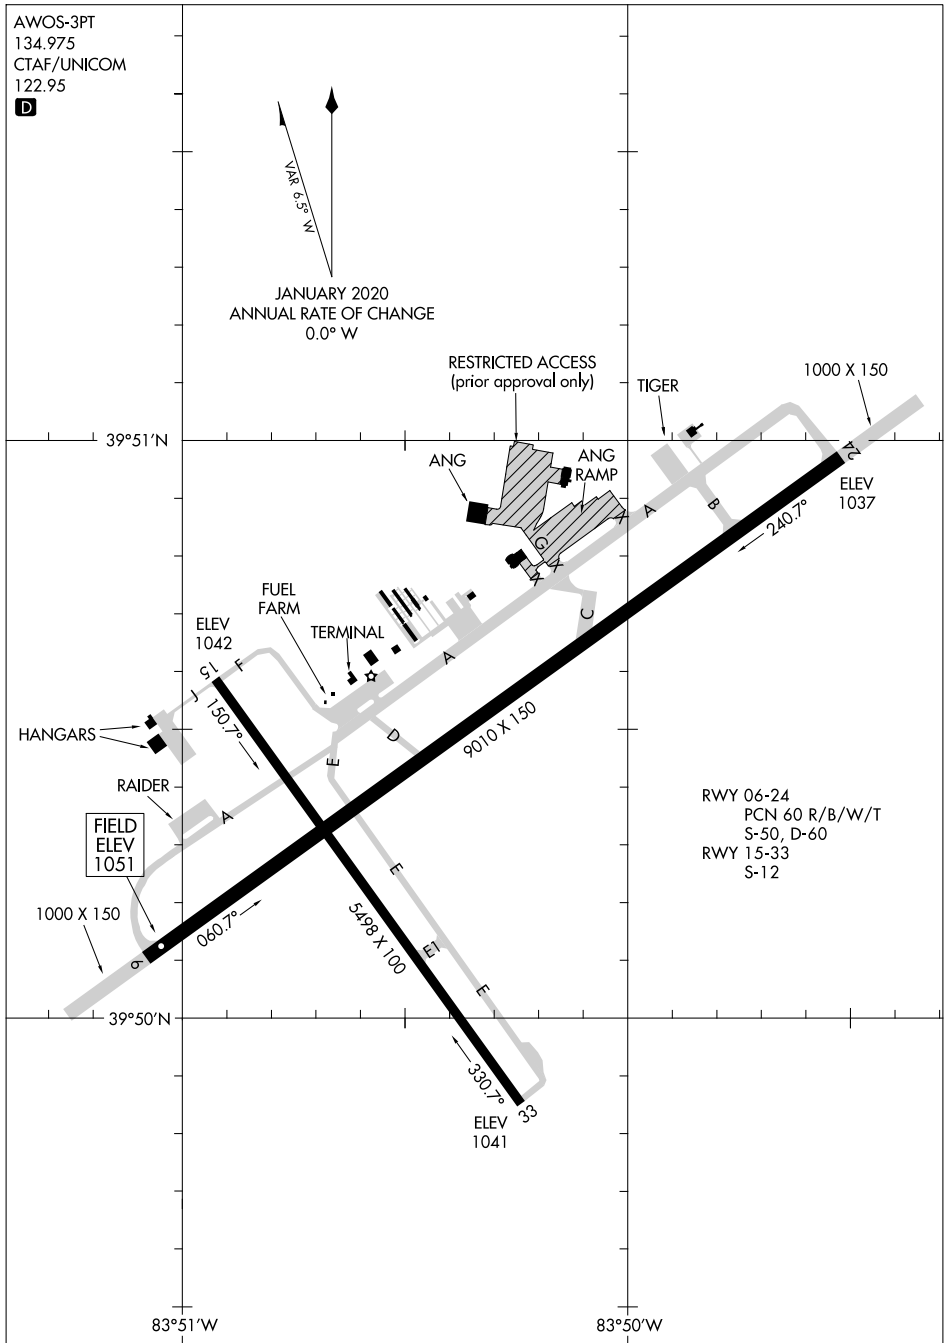 AWOS-3PT
134.975
CTAF/UNICOM
122.95
D
VAR 6.5° W
JANUARY 2020
ANNUAL RATE OF CHANGE
0.0° W
RESTRICTED ACCESS
(prior approval only)
TIGER
1000 X 150
39°51'N
ANG
ANG
RAMP
24
ELEV
1037
A
B
240.7°
G
X
X
X
C
FUEL
FARM
TERMINAL
ELEV
1042
15
F
A
J
150.7°
HANGARS
D
E
9010 X 150
RAIDER
A
RWY 06-24
PCN 60 R/B/W/T
S-50, D-60
RWY 15-33
S-12
FIELD
ELEV
1051
E
1000 X 150
060.7°
5498 X 100
E1
6
E
39°50'N
330.7°
33
ELEV
1041
83°51'W
83°50'W